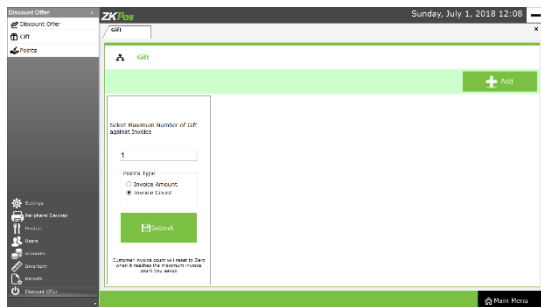 Discount Offer
Discount Offer
Gift
Points
Settings
Peripheral Devices
Product
Users
Accounts
Inventory
Reports
Discount Offer
ZKPos
Sunday, July 1, 2018 12:08
Gift
Gift
Add
Select Maximum Number of Gift
against Invoice
1
Points Type
Invoice Amount
Invoice Count
Submit
Customer invoice count will reset to Zero
when it reaches the maximum invoice
count you saved.
Main Menu